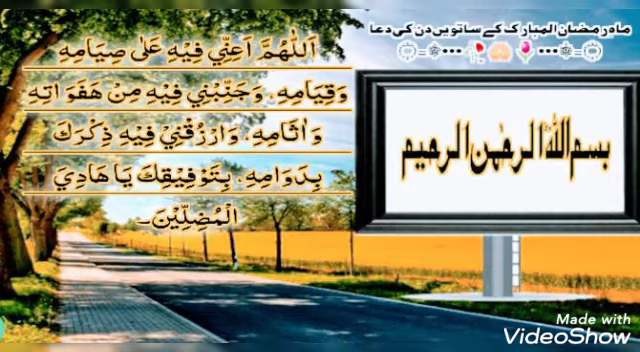 ماہ رمضان المبارک کے ساتویں دن کی دعا
بسم اللہ الرحمٰن الرحیم
اَللّٰهُمَّ اَعِنِّي فِيْهِ عَلىٰ صِيَامِهِ
وَقِيَامِهِ، وَجَنِّبْنِي فِيْهِ مِنْ هَفَوَاتِهِ
وَاٰثَامِهِ، وَارْزُقْنِيْ فِيْهِ ذِكْرَكَ
بِدَوَامِهِ، بِتَوْفِيْقِكَ يَا هَادِيَ
الْمُضِلِّيْنَ۔
Made with
VideoShow